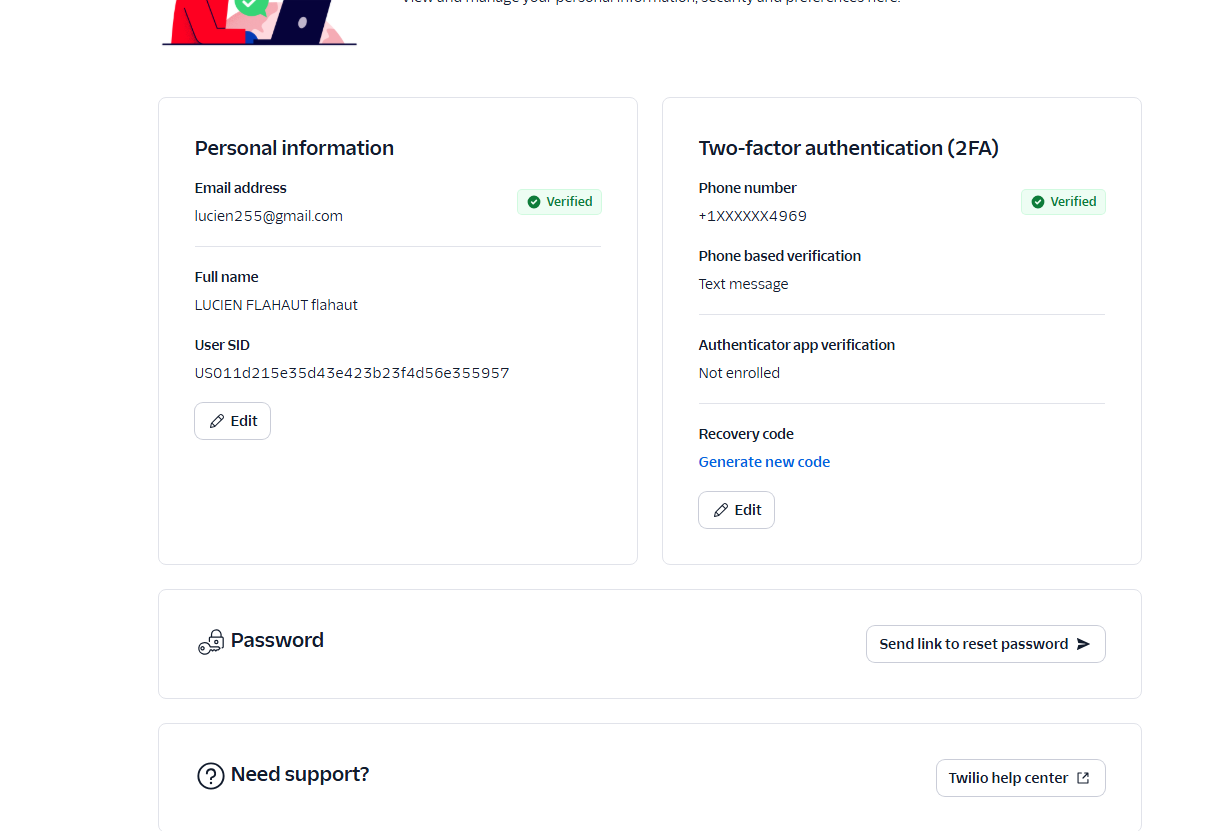 View and manage your personal information, security and preferences here.
Personal information
Email address
lucien255@gmail.com
Verified
Full name
LUCIEN FLAHAUT flahaut
User SID
US011d215e35d43e423b23f4d56e355957
Edit
Two-factor authentication (2FA)
Phone number
+1XXXXXX4969
Verified
Phone based verification
Text message
Authenticator app verification
Not enrolled
Recovery code
Generate new code
Edit
Password
Send link to reset password
Need support?
Twilio help center